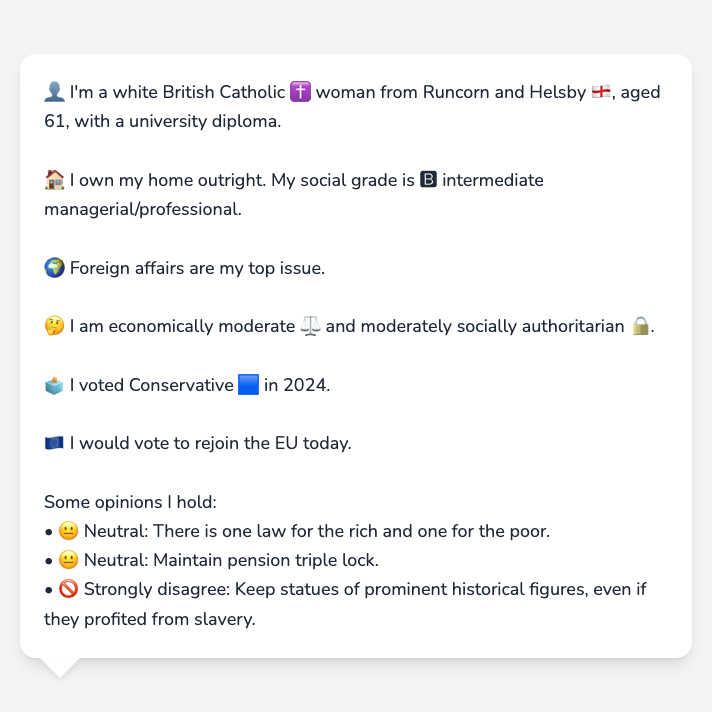 👤 I'm a white British Catholic ✝️ woman from Runcorn and Helsby 🏴󠁧󠁢󠁥󠁮󠁧󠁿, aged
61, with a university diploma.
🏠 I own my home outright. My social grade is 🅱 intermediate
managerial/professional.
🌍 Foreign affairs are my top issue.
🤔 I am economically moderate ⚖️ and moderately socially authoritarian 🔒.
🗳️ I voted Conservative 🟦 in 2024.
🇪🇺 I would vote to rejoin the EU today.
Some opinions I hold:
• 😐 Neutral: There is one law for the rich and one for the poor.
• 😐 Neutral: Maintain pension triple lock.
• 🚫 Strongly disagree: Keep statues of prominent historical figures, even if
they profited from slavery.